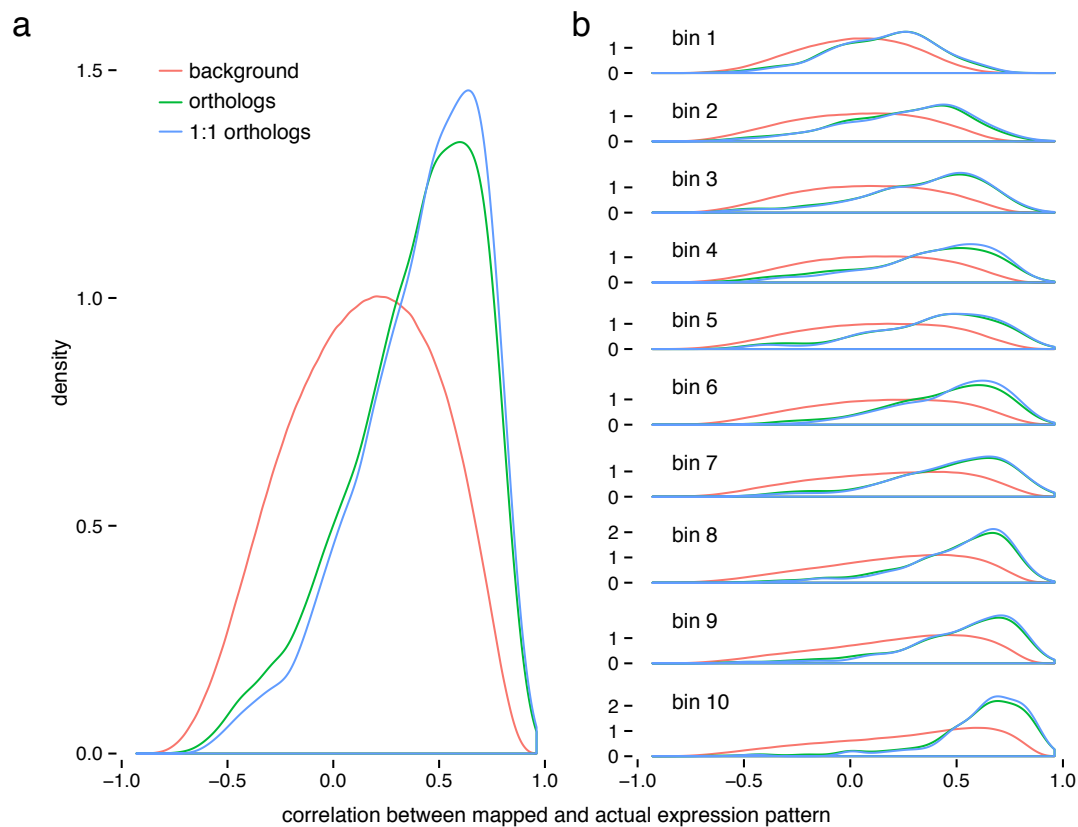 a
1.5
1.0
0.5
0.0
density
background
orthologs
1:1 orthologs
−1.0 −0.5 0.0 0.5 1.0
b
bin 1
1
0
bin 2
1
0
bin 3
1
0
bin 4
1
0
bin 5
1
0
bin 6
1
0
bin 7
1
0
bin 8
2
1
0
bin 9
1
0
bin 10
2
1
0
−1.0 −0.5 0.0 0.5 1.0
correlation between mapped and actual expression pattern